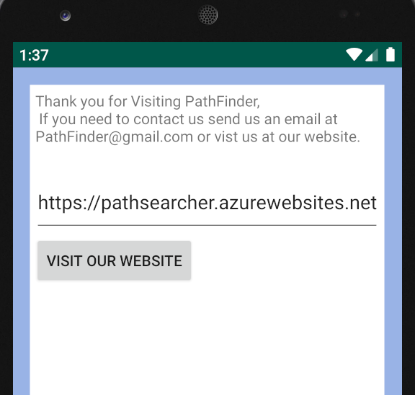 1:37
Thank you for Visiting PathFinder,
If you need to contact us send us an email at
PathFinder@gmail.com or vist us at our website.
https://pathsearcher.azurewebsites.net
VISIT OUR WEBSITE